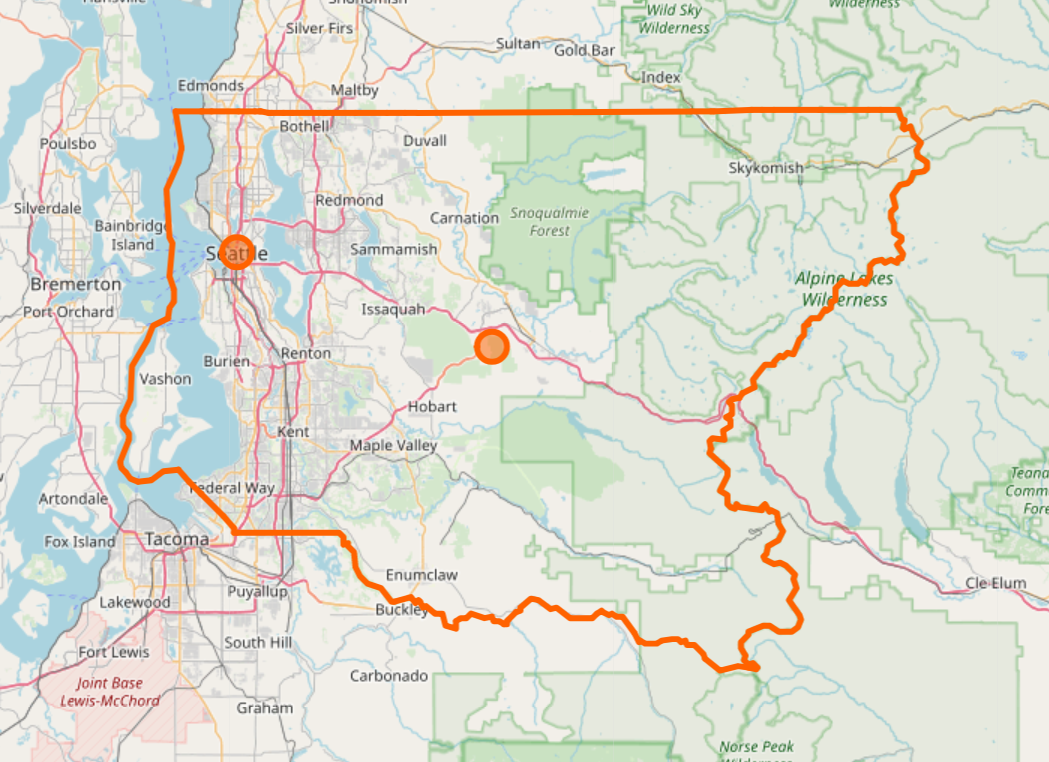 Snohomish
Wilderness
Wild Sky
Wilderness
Silver Firs
Sultan
Gold Bar
Index
Edmonds
Maltby
Bothell
Poulsbo
Duvall
Skykomish
Redmond
Silverdale
Bainbridge
Island
Carnation
Snoqualmie
Forest
Seattle
Sammamish
Bremerton
Alpine Lakes
Wilderness
Port Orchard
Issaquah
Burien
Renton
Vashon
Hobart
Kent
Maple Valley
Federal Way
Artondale
Fox Island
Tacoma
Enumclaw
Cle Elum
Puyallup
Lakewood
Buckley
South Hill
Fort Lewis
Carbonado
Joint Base
Lewis-McChord
Graham
Norse Peak
Wilderness